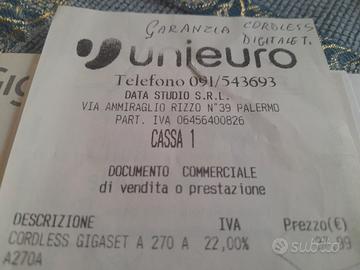 GARANZIA CORDLESS
DIGITALE T.
unieuro
Telefono 091/543693
DATA STUDIO S.R.L.
VIA AMMIRAGLIO RIZZO N°39 PALERMO
PART. IVA 06456400826
CASSA 1
DOCUMENTO COMMERCIALE
di vendita o prestazione
DESCRIZIONE IVA Prezzo(€)
CORDLESS GIGASET A 270 A 22,00%
A270A
subito